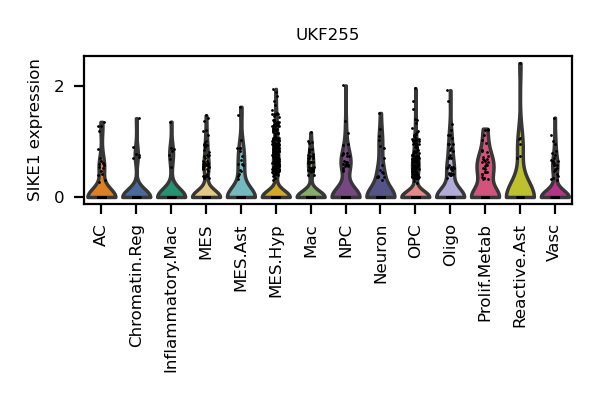 UKF255
SIKE1 expression
2
0
AC
Chromatin.Reg
Inflammatory.Mac
MES
MES.Ast
MES.Hyp
Mac
NPC
Neuron
OPC
Oligo
Prolif.Metab
Reactive.Ast
Vasc